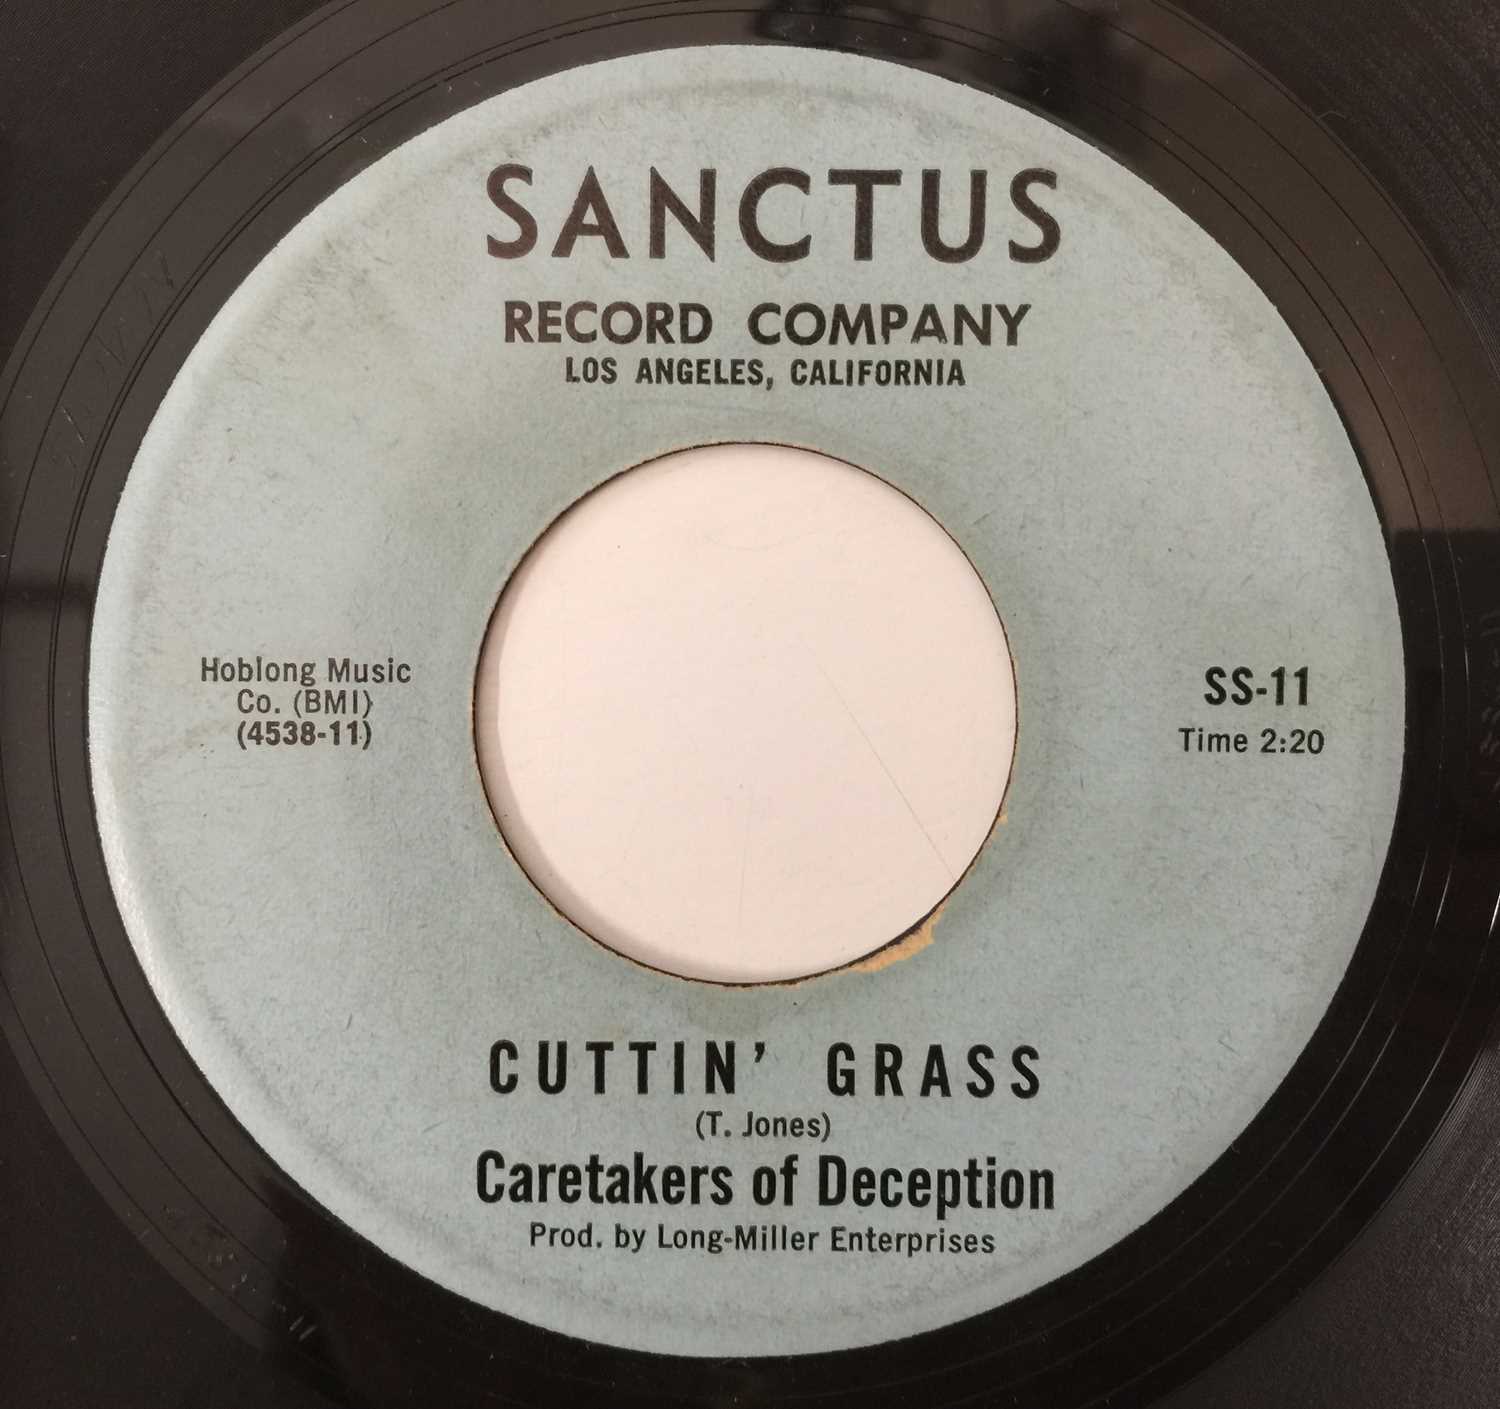 SANCTUS
RECORD COMPANY
LOS ANGELES, CALIFORNIA
Hoblong Music
Co. (BMI)
(4538-11)
SS-11
Time 2:20
CUTTIN' GRASS
(T. Jones)
Caretakers of Deception
Prod. by Long-Miller Enterprises